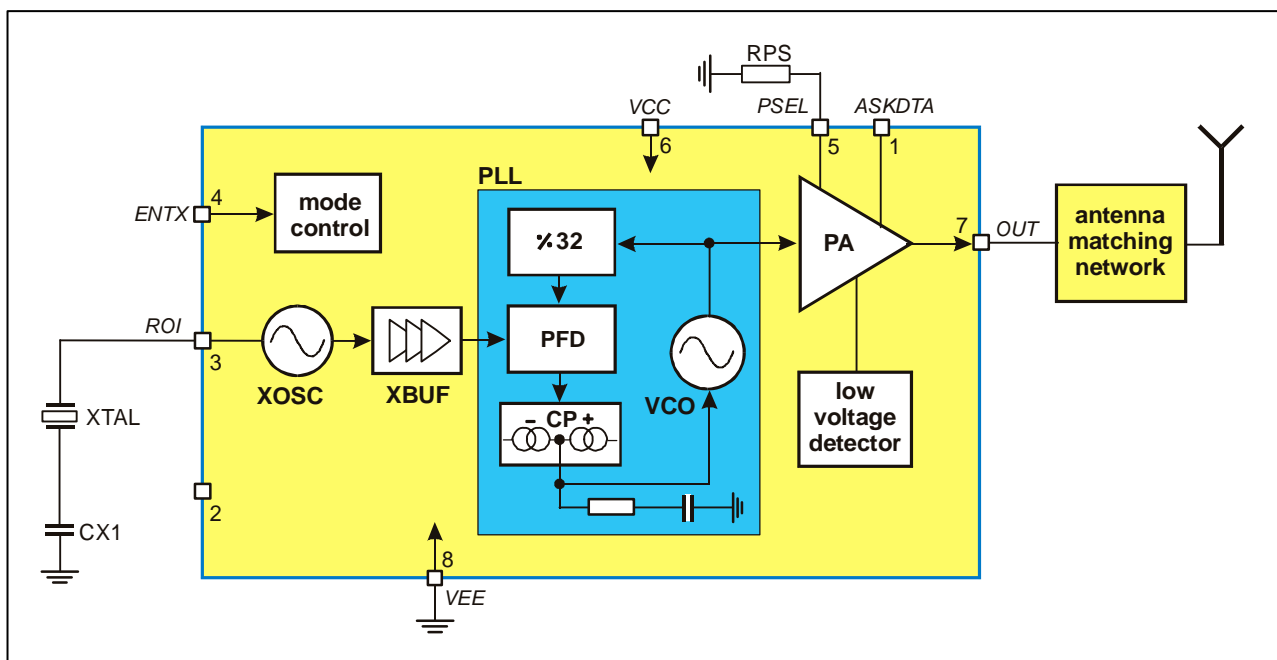 RPS
VCC
PSEL
ASKDTA
6
5
1
PLL
4
ENTX
mode
control
٪32
PA
7
OUT
antenna
matching
network
ROI
3
XOSC
XBUF
PFD
VCO
low
voltage
detector
XTAL
- CP +
2
CX1
8
VEE